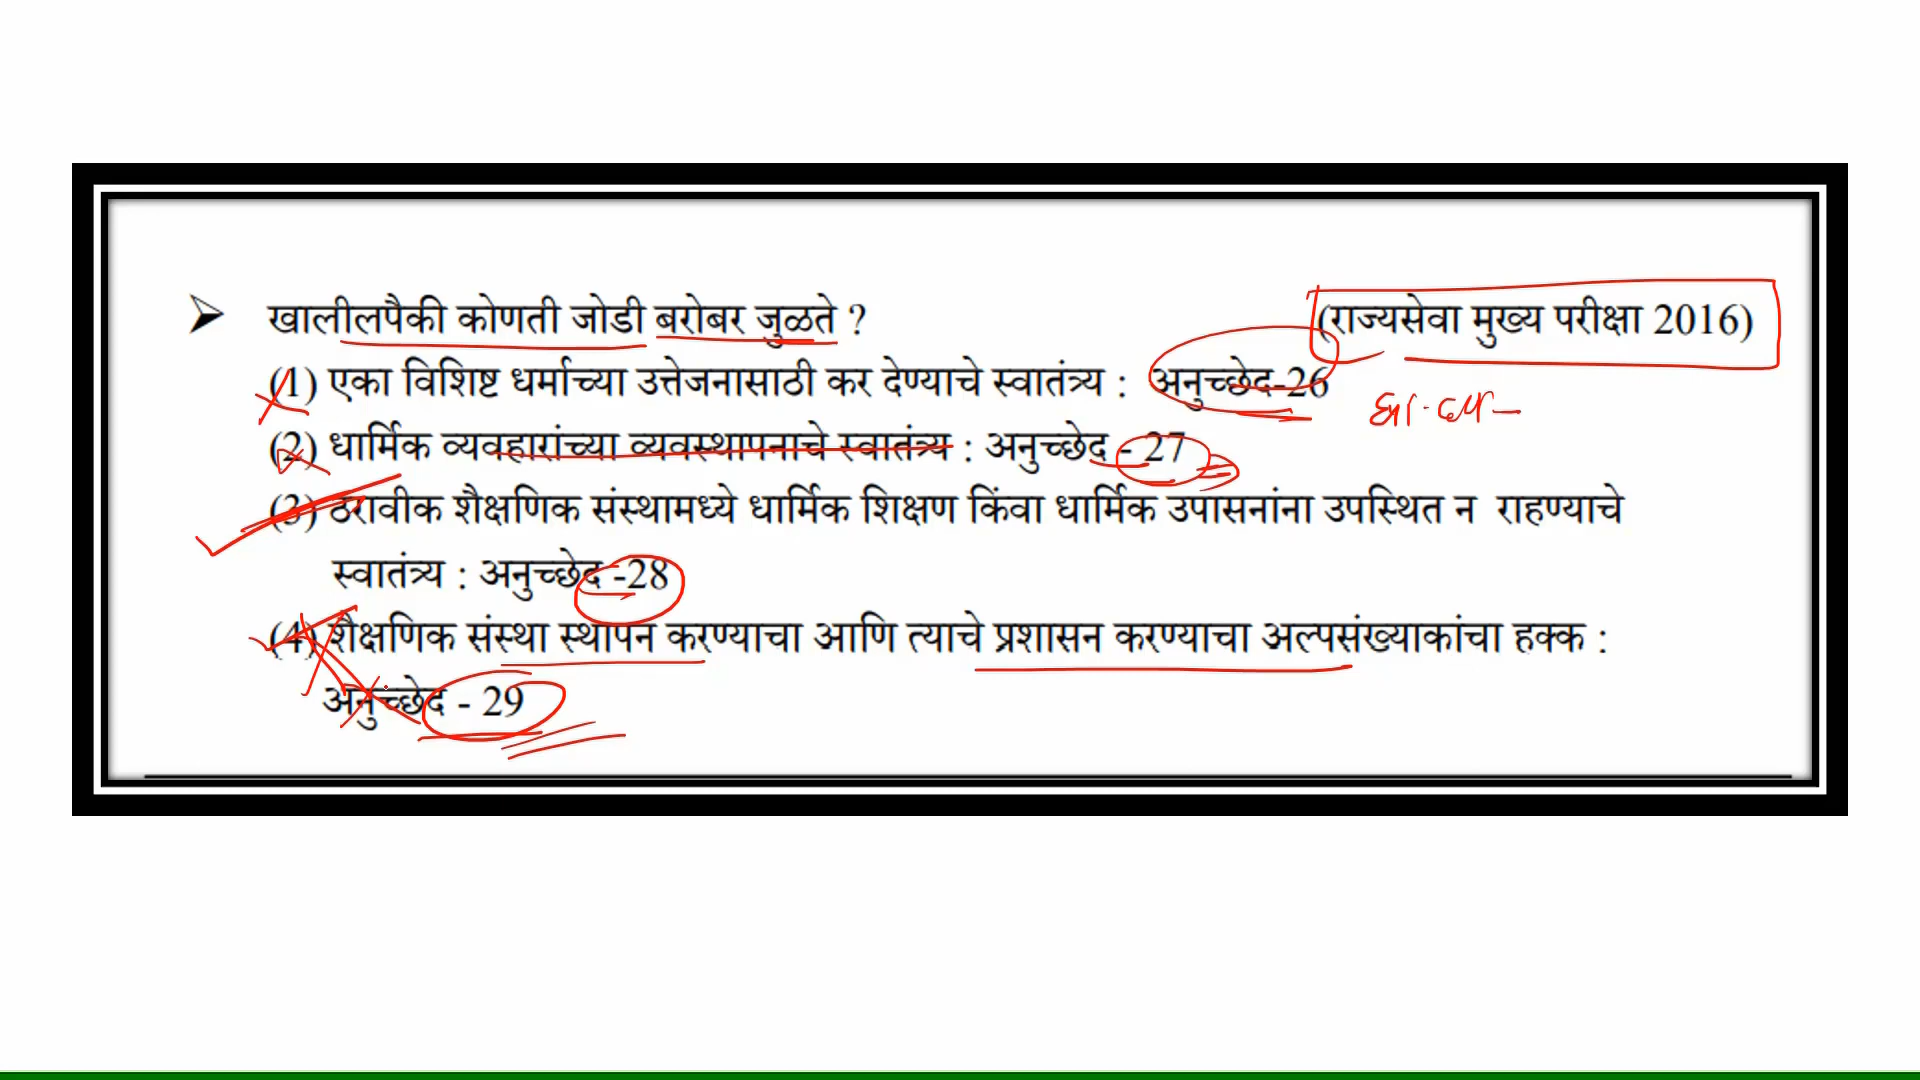 ➢ खालीलपैकी कोणती जोडी बरोबर जुळते ? (राज्यसेवा मुख्य परीक्षा 2016)
(1) एका विशिष्ट धर्माच्या उत्तेजनासाठी कर देण्याचे स्वातंत्र्य : अनुच्छेद-26
(2) धार्मिक व्यवहारांच्या व्यवस्थापनाचे स्वातंत्र्य : अनुच्छेद - 27
(3) ठरावीक शैक्षणिक संस्थामध्ये धार्मिक शिक्षण किंवा धार्मिक उपासनांना उपस्थित न राहण्याचे
स्वातंत्र्य : अनुच्छेद -28
(4) शैक्षणिक संस्था स्थापन करण्याचा आणि त्याचे प्रशासन करण्याचा अल्पसंख्याकांचा हक्क :
अनुच्छेद - 29